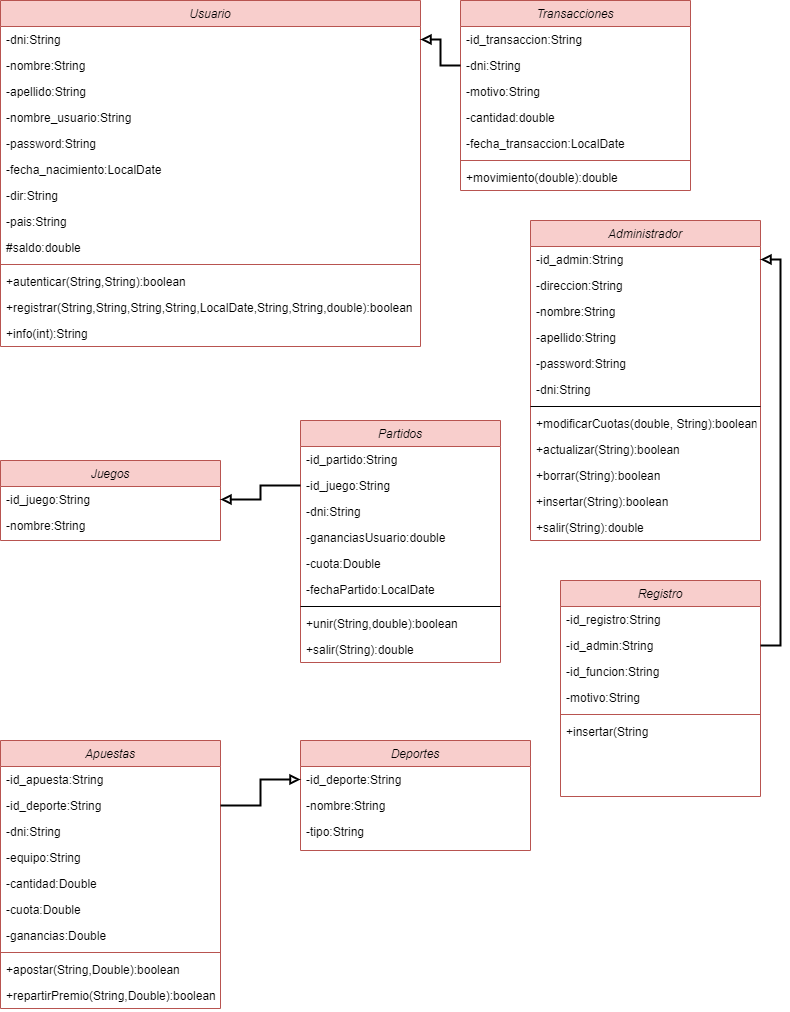 Usuario
-dni:String
-nombre:String
-apellido:String
-nombre_usuario:String
-password:String
-fecha_nacimiento:LocalDate
-dir:String
-pais:String
#saldo:double
+autenticar(String,String):boolean
+registrar(String,String,String,String,LocalDate,String,String,double):boolean
+info(int):String
Transacciones
-id_transaccion:String
-dni:String
-motivo:String
-cantidad:double
-fecha_transaccion:LocalDate
+movimiento(double):double
Administrador
-id_admin:String
-direccion:String
-nombre:String
-apellido:String
-password:String
-dni:String
+modificarCuotas(double, String):boolean
+actualizar(String):boolean
+borrar(String):boolean
+insertar(String):boolean
+salir(String):double
Partidos
-id_partido:String
-id_juego:String
-dni:String
-gananciasUsuario:double
-cuota:Double
-fechaPartido:LocalDate
+unir(String,double):boolean
+salir(String):double
Juegos
-id_juego:String
-nombre:String
Registro
-id_registro:String
-id_admin:String
-id_funcion:String
-motivo:String
+insertar(String
Apuestas
-id_apuesta:String
-id_deporte:String
-dni:String
-equipo:String
-cantidad:Double
-cuota:Double
-ganancias:Double
+apostar(String,Double):boolean
+repartirPremio(String,Double):boolean
Deportes
-id_deporte:String
-nombre:String
-tipo:String